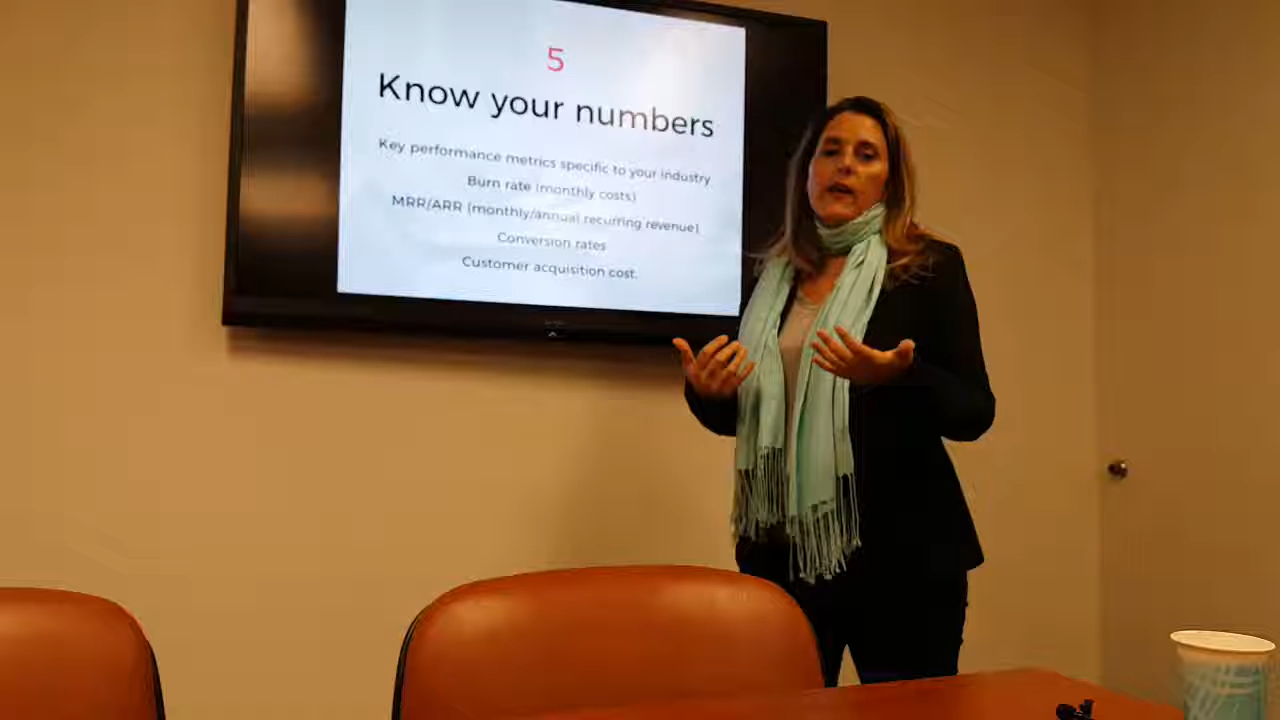 5
Know your numbers
Key performance metrics specific to your industry
Burn rate (monthly costs)
MRR/ARR (monthly/annual recurring revenue)
Conversion rates
Customer acquisition cost.